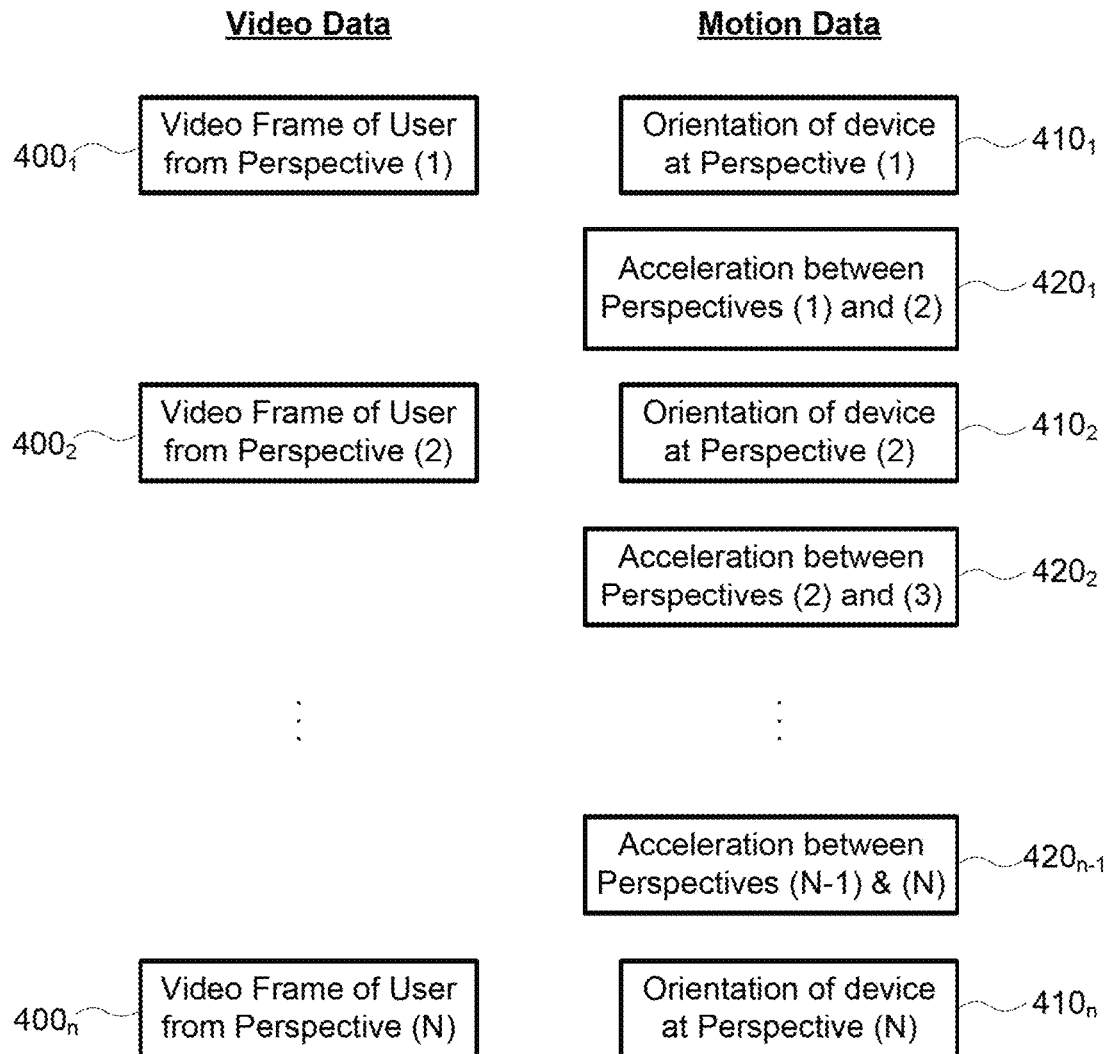 Video Data
Motion Data
400₁
Video Frame of User
from Perspective (1)
Orientation of device
at Perspective (1)
410₁
Acceleration between
Perspectives (1) and (2)
420₁
400₂
Video Frame of User
from Perspective (2)
Orientation of device
at Perspective (2)
410₂
Acceleration between
Perspectives (2) and (3)
420₂
Acceleration between
Perspectives (N-1) & (N)
420ₙ₋₁
400ₙ
Video Frame of User
from Perspective (N)
Orientation of device
at Perspective (N)
410ₙ